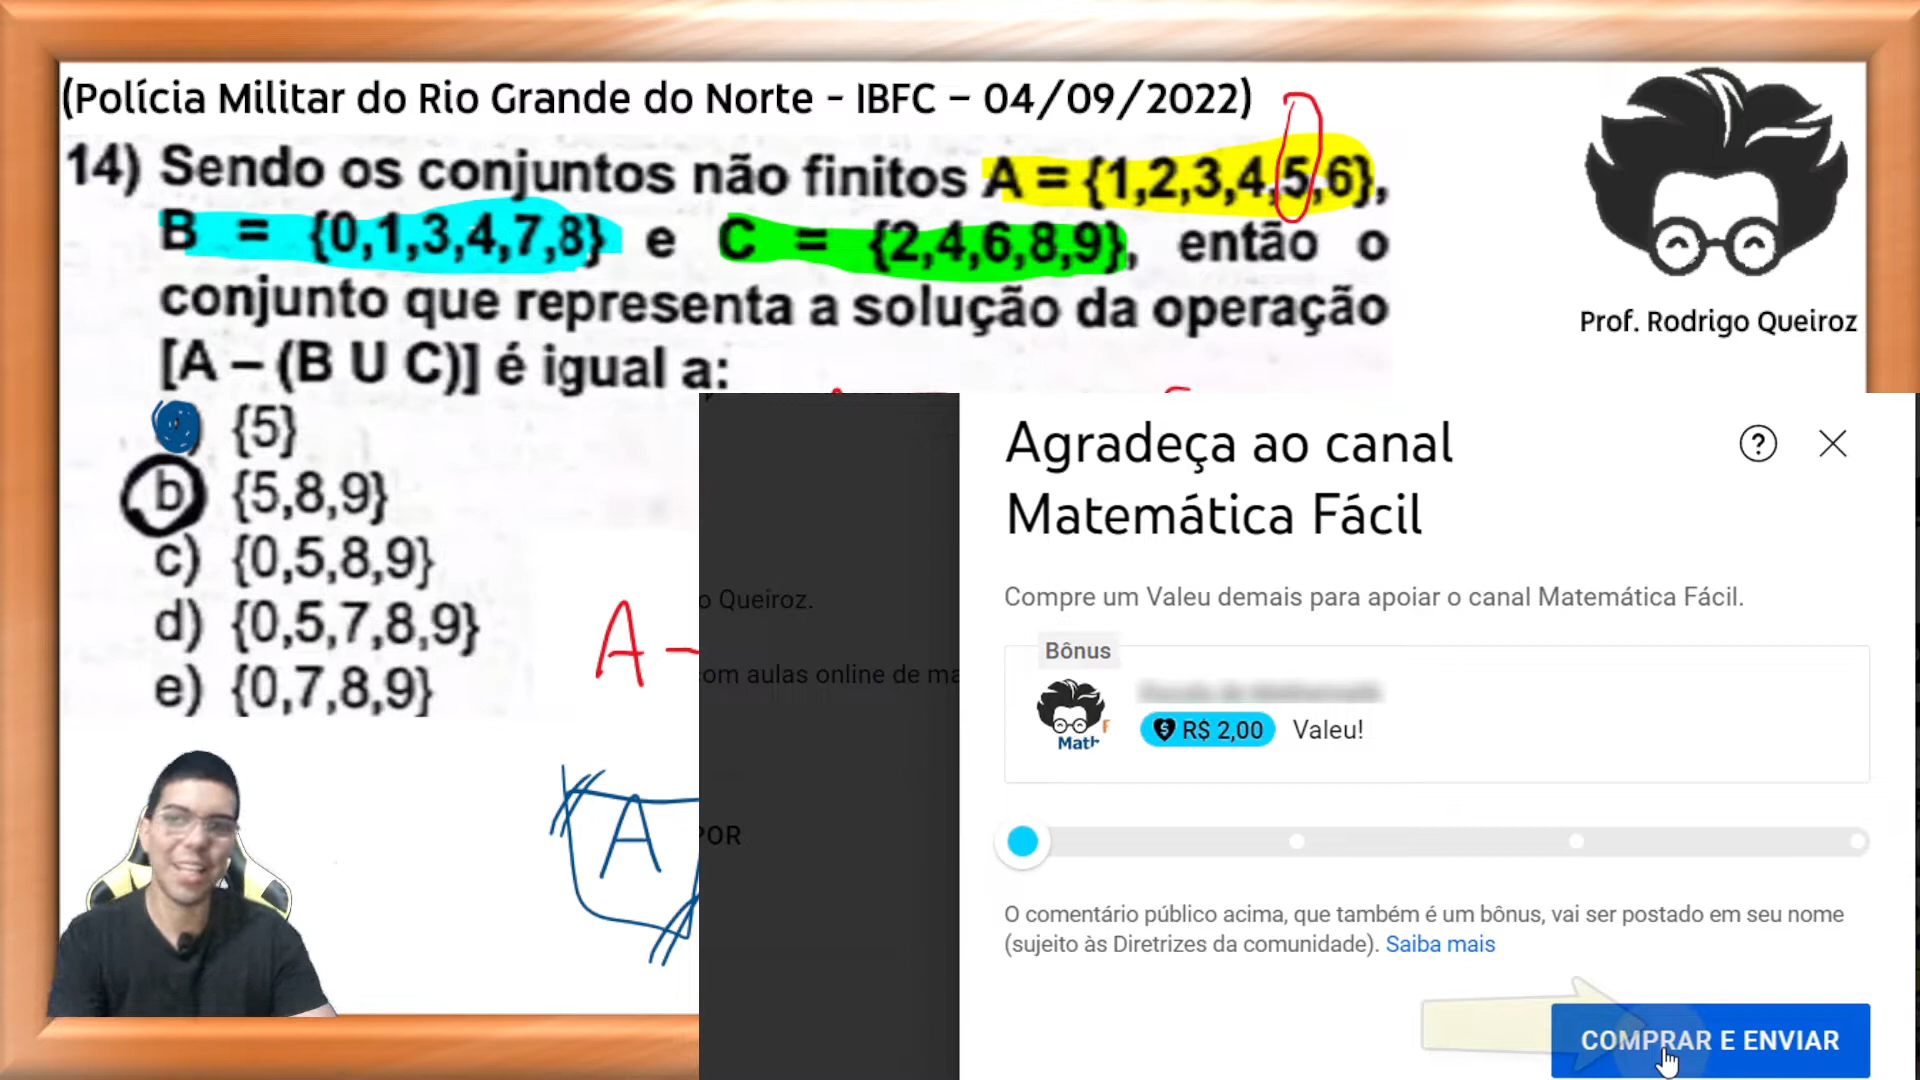 (Polícia Militar do Rio Grande do Norte - IBFC – 04/09/2022)
14) Sendo os conjuntos não finitos A = {1,2,3,4,5,6},
B = {0,1,3,4,7,8} e C = {2,4,6,8,9}, então o
conjunto que representa a solução da operação
[A – (B U C)] é igual a:
{5}
b) {5,8,9}
c) {0,5,8,9}
d) {0,5,7,8,9}
e) {0,7,8,9}
Prof. Rodrigo Queiroz
A -
A
o Queiroz.
om aulas online de ma
POR
Agradeça ao canal
Matemática Fácil
Compre um Valeu demais para apoiar o canal Matemática Fácil.
Bônus
R$ 2,00 Valeu!
Math
F
O comentário público acima, que também é um bônus, vai ser postado em seu nome
(sujeito às Diretrizes da comunidade). Saiba mais
COMPRAR E ENVIAR